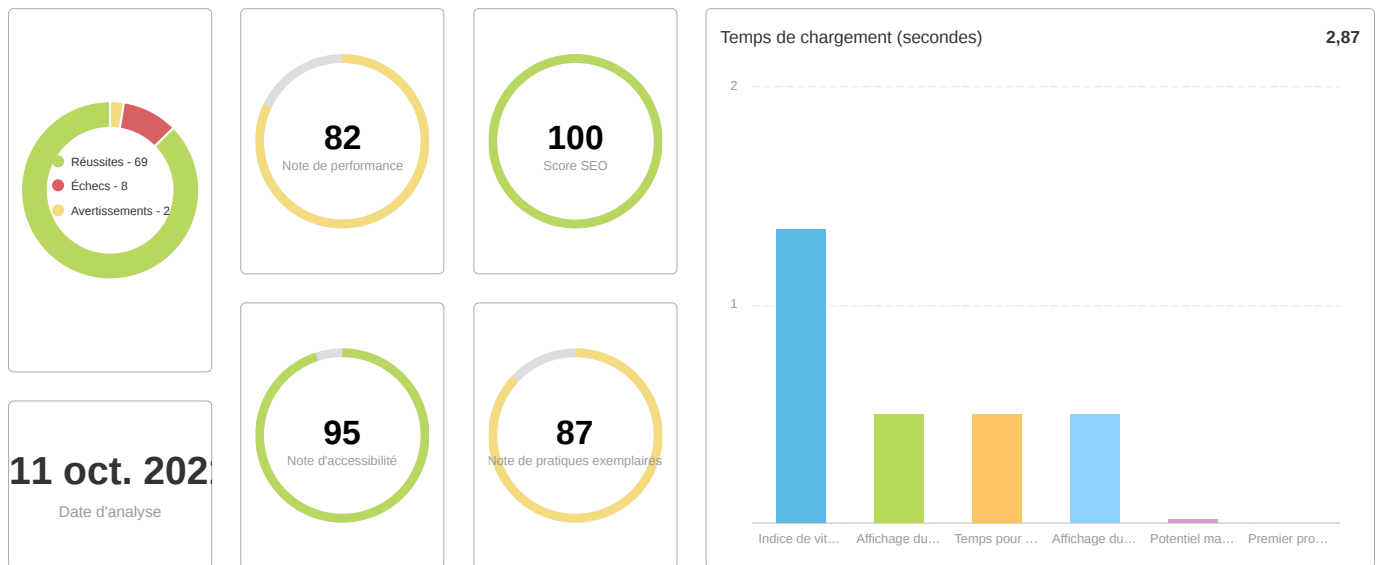 Réussites - 69
Échecs - 8
Avertissements - 2
11 oct. 202
Date d'analyse
82
Note de performance
100
Score SEO
95
Note d'accessibilité
87
Note de pratiques exemplaires
Temps de chargement (secondes)
2,87
2
1
Indice de vit…
Affichage du…
Temps pour …
Affichage du…
Potentiel ma…
Premier pro…